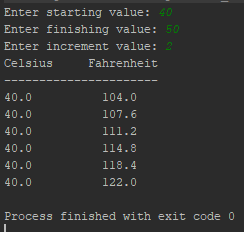 Enter starting value: 40
Enter finishing value: 50
Enter increment value: 2
Celsius Fahrenheit
----------------------
40.0 104.0
40.0 107.6
40.0 111.2
40.0 114.8
40.0 118.4
40.0 122.0
Process finished with exit code 0